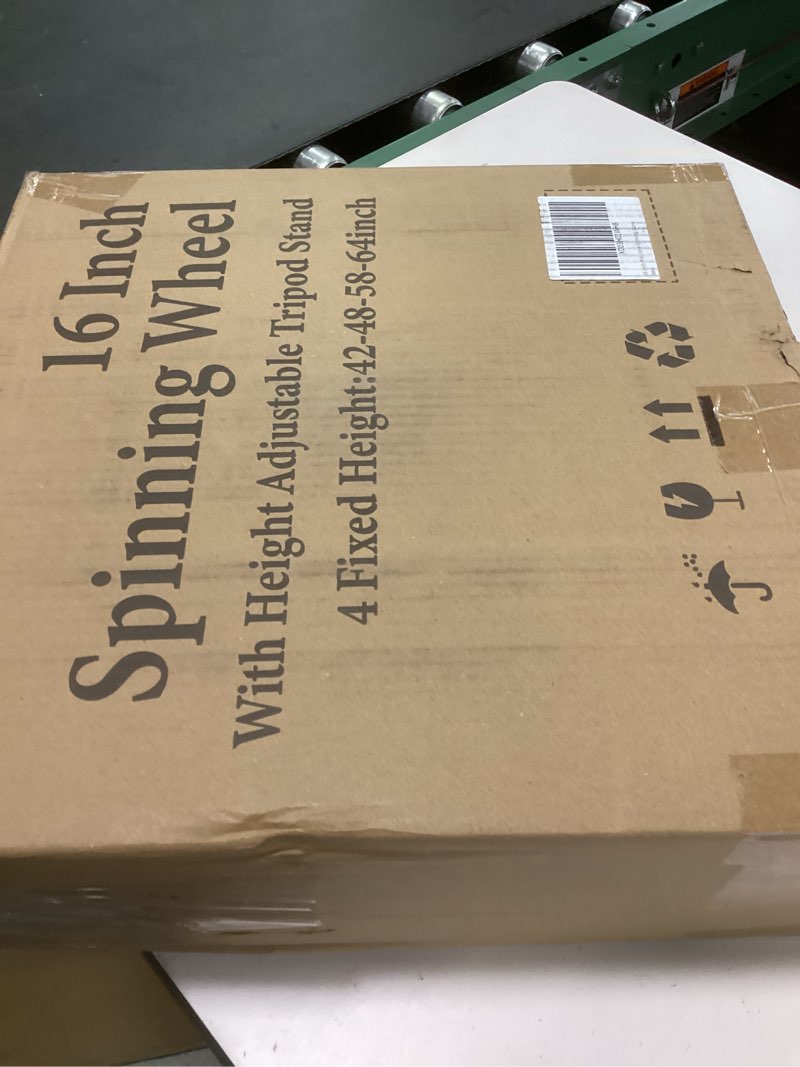 16 Inch
Spinning Wheel
With Height Adjustable Tripod Stand
4 Fixed Height:42-48-58-64inch